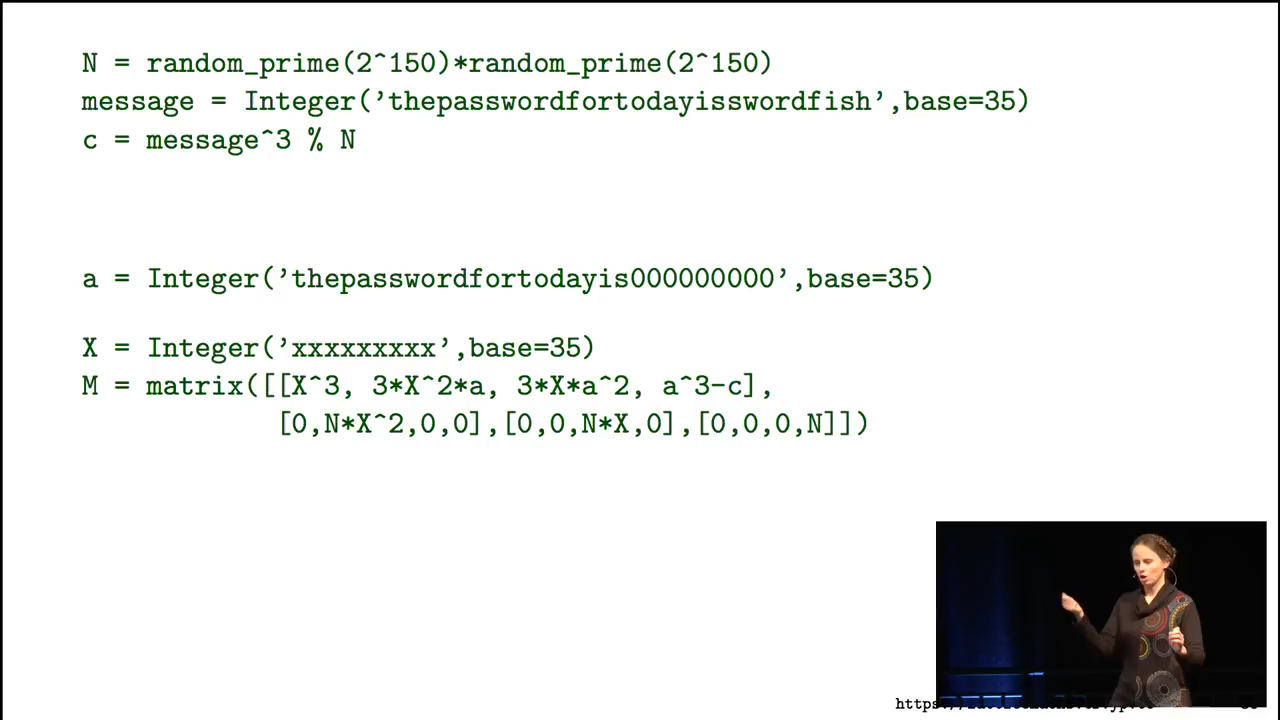 N = random_prime(2^150)*random_prime(2^150)
message = Integer('thepasswordfortodayisswordfish',base=35)
c = message^3 % N
a = Integer('thepasswordfortodayis000000000',base=35)
X = Integer('xxxxxxxxx',base=35)
M = matrix([[X^3, 3*X^2*a, 3*X*a^2, a^3-c],
[0,N*X^2,0,0],[0,0,N*X,0],[0,0,0,N]])